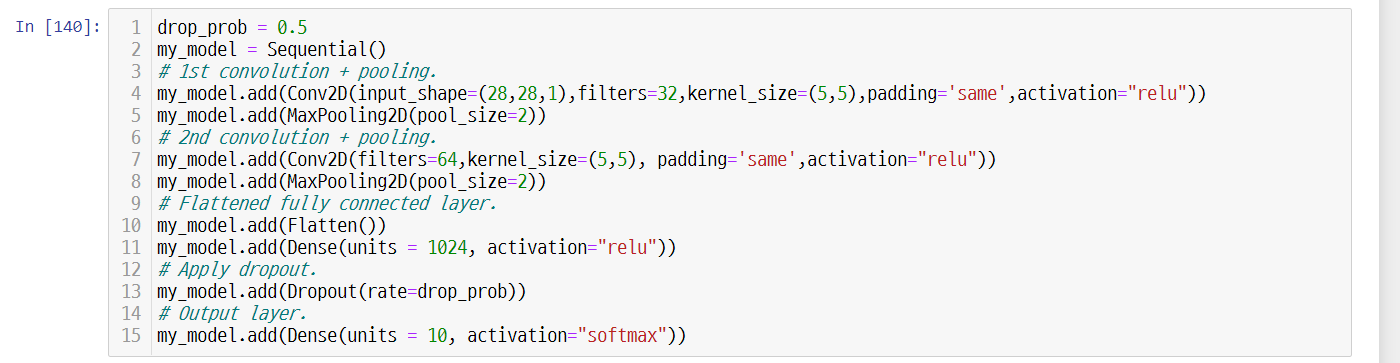 In [140]:
1 drop_prob = 0.5
2 my_model = Sequential()
3 # 1st convolution + pooling.
4 my_model.add(Conv2D(input_shape=(28,28,1),filters=32,kernel_size=(5,5),padding='same',activation="relu"))
5 my_model.add(MaxPooling2D(pool_size=2))
6 # 2nd convolution + pooling.
7 my_model.add(Conv2D(filters=64,kernel_size=(5,5), padding='same',activation="relu"))
8 my_model.add(MaxPooling2D(pool_size=2))
9 # Flattened fully connected layer.
10 my_model.add(Flatten())
11 my_model.add(Dense(units = 1024, activation="relu"))
12 # Apply dropout.
13 my_model.add(Dropout(rate=drop_prob))
14 # Output layer.
15 my_model.add(Dense(units = 10, activation="softmax"))